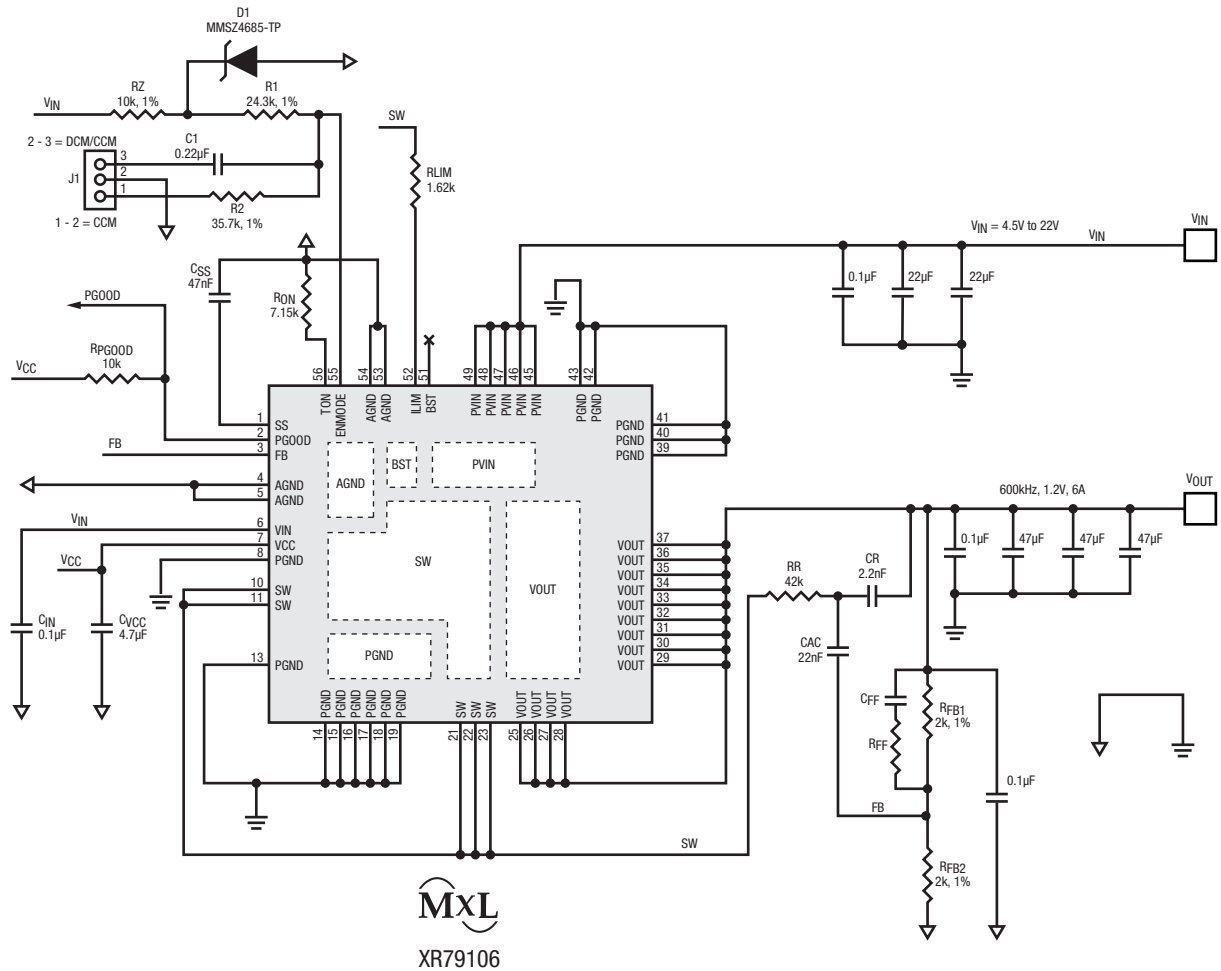 D1
MMSZ4685-TP
VIN
RZ
10k, 1%
R1
24.3k, 1%
2 - 3 = DCM/CCM
C1
0.22µF
3
2
1
J1
R2
35.7k, 1%
1 - 2 = CCM
SW
RLIM
1.62k
CSS
47nF
RON
7.15k
PGOOD
RPGOOD
10k
VCC
VIN = 4.5V to 22V
VIN
VIN
0.1µF
22µF
22µF
56
55
54
53
52
51
49
48
47
46
45
43
42
TON
ENMODE
AGND
AGND
ILIM
BST
PVIN
PVIN
PVIN
PVIN
PVIN
PGND
PGND
1
SS
2
PGOOD
FB
3
FB
4
AGND
5
AGND
VIN
6
VIN
7
VCC
VCC
8
PGND
10
SW
11
SW
13
PGND
CIN
0.1µF
CVCC
4.7µF
AGND
BST
PVIN
SW
VOUT
PGND
PGND
41
PGND
40
PGND
39
VOUT
37
VOUT
36
VOUT
35
VOUT
34
VOUT
33
VOUT
32
VOUT
31
VOUT
30
VOUT
29
PGND
PGND
PGND
PGND
PGND
PGND
SW
SW
SW
VOUT
VOUT
VOUT
VOUT
14
15
16
17
18
19
21
22
23
25
26
27
28
600kHz, 1.2V, 6A
VOUT
0.1µF
47µF
47µF
47µF
RR
42k
CR
2.2nF
CAC
22nF
CFF
RFF
RFB1
2k, 1%
0.1µF
FB
RFB2
2k, 1%
SW
MXL
XR79106